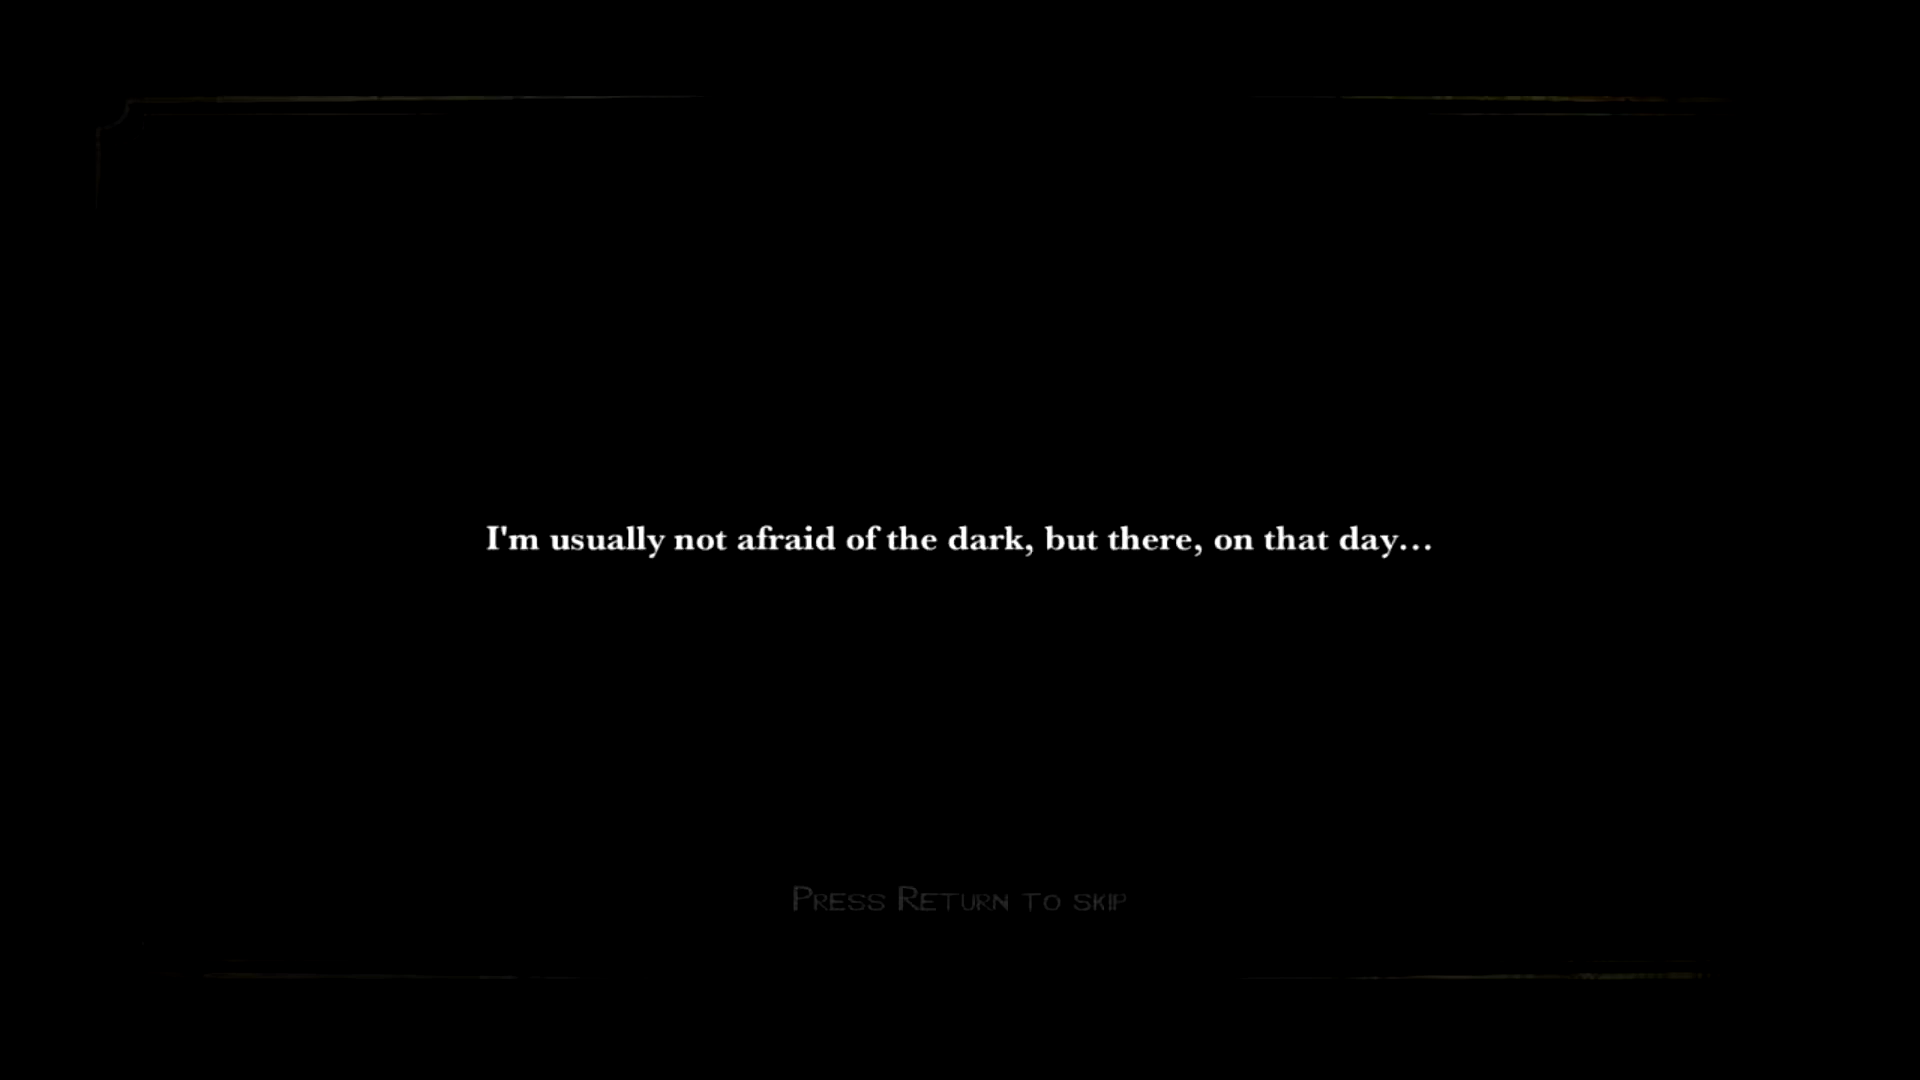 I'm usually not afraid of the dark, but there, on that day…
Press Return to skip